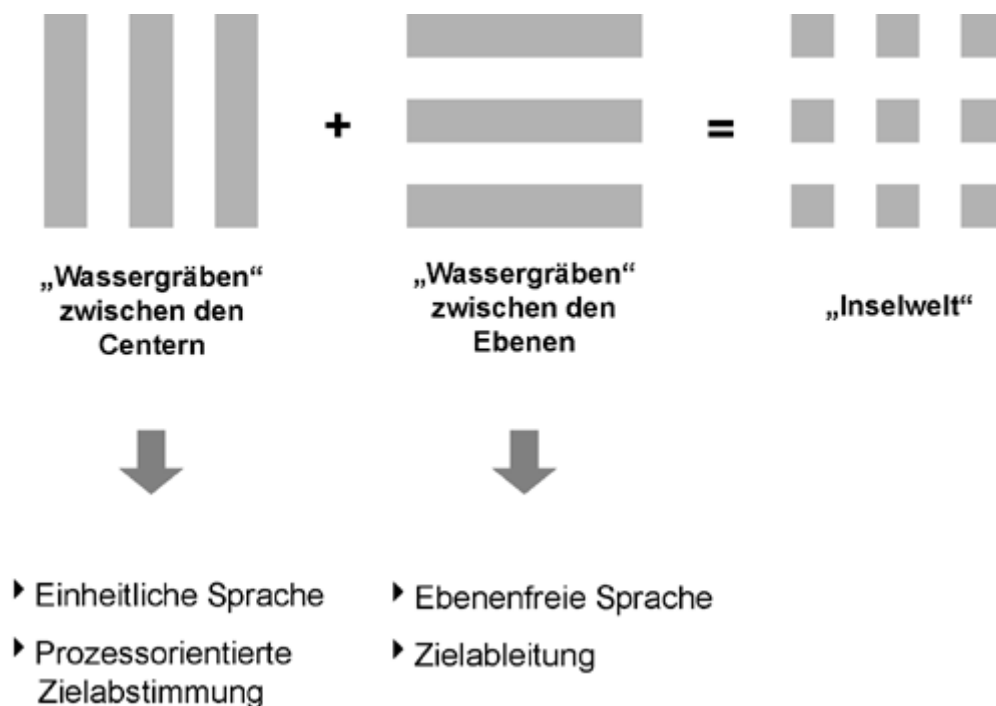 +
=
„Wassergräben“
zwischen den
Centern
„Wassergräben“
zwischen den
Ebenen
„Inselwelt“
Einheitliche Sprache
Prozessorientierte
Zielabstimmung
Ebenenfreie Sprache
Zielableitung